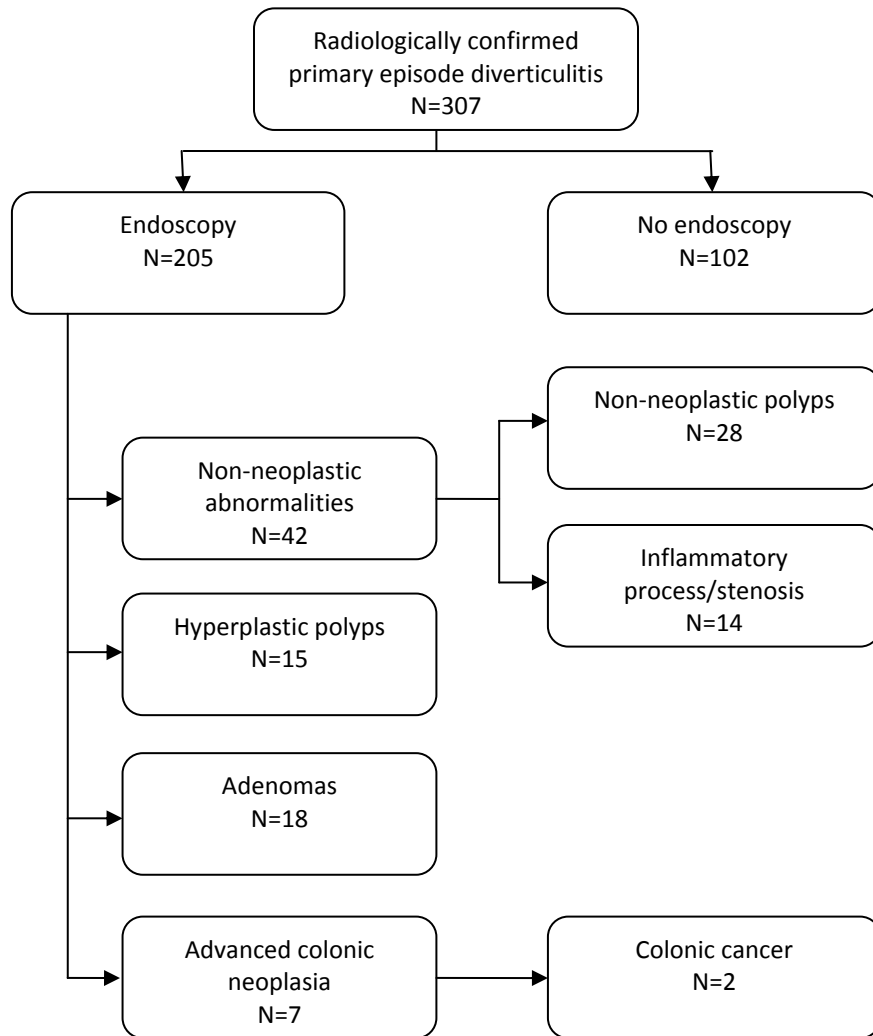 Radiologically confirmed
primary episode diverticulitis
N=307
Endoscopy
N=205
No endoscopy
N=102
Non-neoplastic polyps
N=28
Non-neoplastic
abnormalities
N=42
Inflammatory
process/stenosis
N=14
Hyperplastic polyps
N=15
Adenomas
N=18
Advanced colonic
neoplasia
N=7
Colonic cancer
N=2